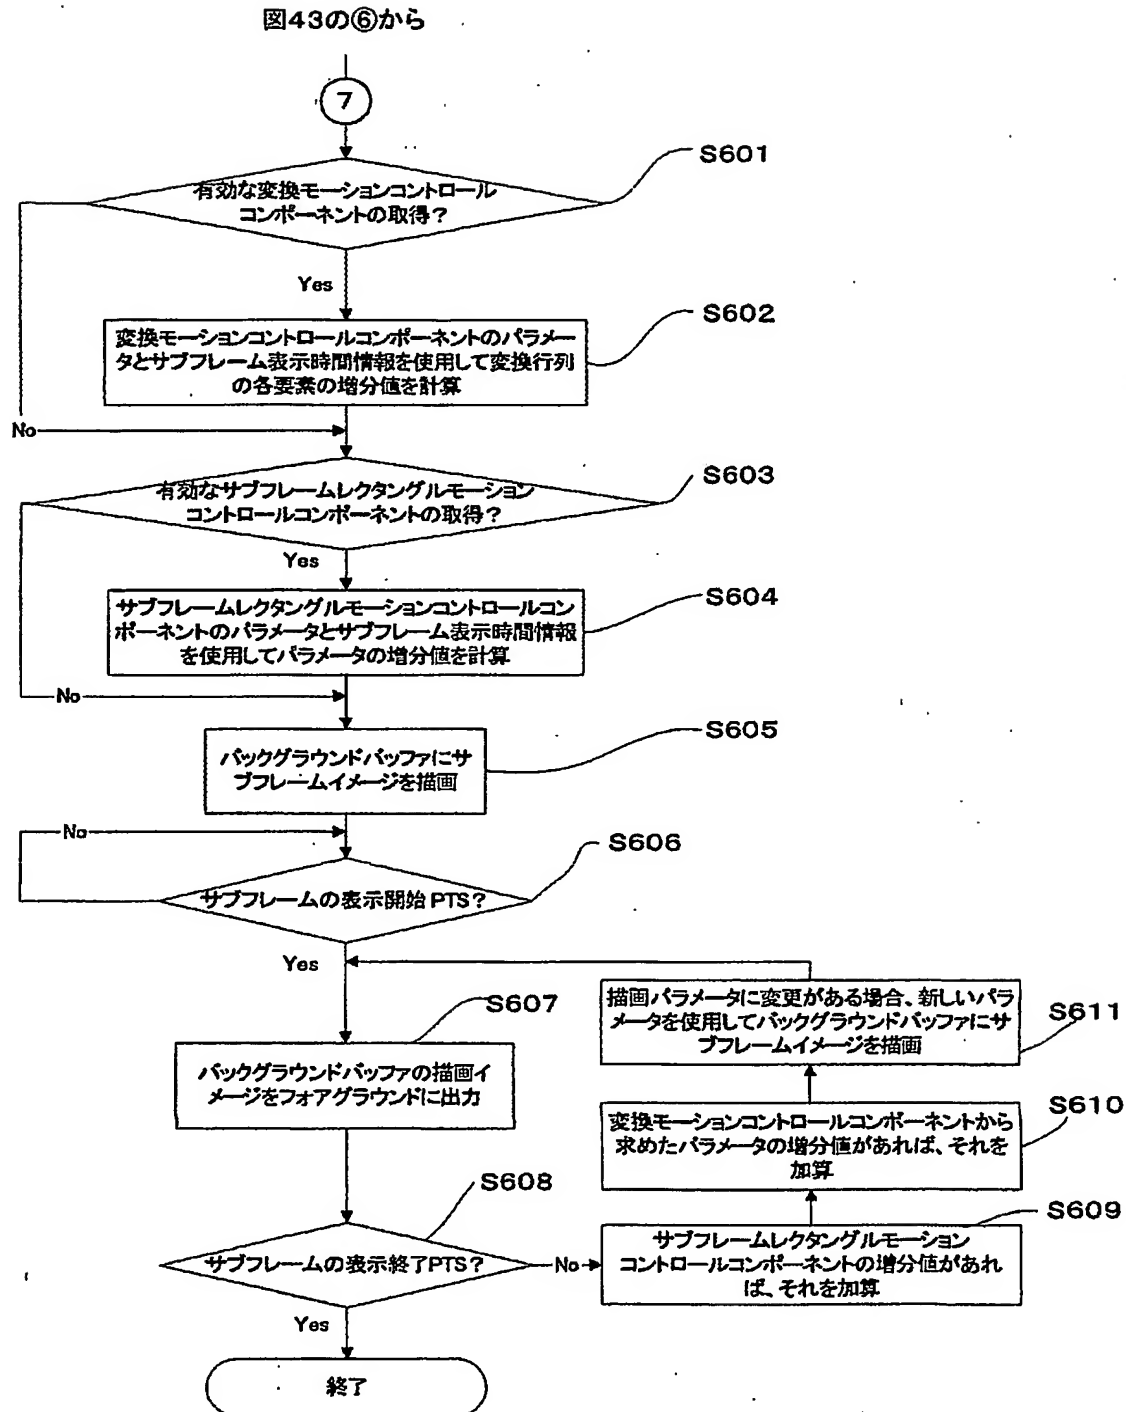 図43の⑥から
7
S601
有効な変換モーションコントロール
コンポーネントの取得？
Yes
S602
変換モーションコントロールコンポーネントのパラメー
タとサブフレーム表示時間情報を使用して変換行列
の各要素の増分値を計算
No
S603
有効なサブフレームレクタングルモーション
コントロールコンポーネントの取得？
Yes
S604
サブフレームレクタングルモーションコントロールコン
ポーネントのパラメータとサブフレーム表示時間情報
を使用してパラメータの増分値を計算
No
S605
バックグラウンドバッファにサ
ブフレームイメージを描画
No
S606
サブフレームの表示開始PTS？
Yes
S607
バックグラウンドバッファの描画イ
メージをフォアグラウンドに出力
S611
描画パラメータに変更がある場合、新しいパラ
メータを使用してバックグラウンドバッファにサ
ブフレームイメージを描画
S610
変換モーションコントロールコンポーネントから
求めたパラメータの増分値があれば、それを
加算
S608
サブフレームの表示終了PTS？
No
S609
サブフレームレクタングルモーション
コントロールコンポーネントの増分値があれ
ば、それを加算
Yes
終了